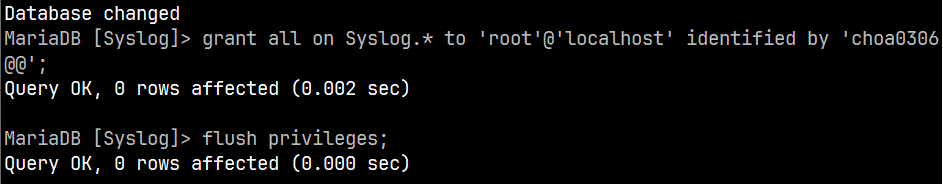 Database changed
MariaDB [Syslog]> grant all on Syslog.* to 'root'@'localhost' identified by 'choa0306
@@';
Query OK, 0 rows affected (0.002 sec)
MariaDB [Syslog]> flush privileges;
Query OK, 0 rows affected (0.000 sec)